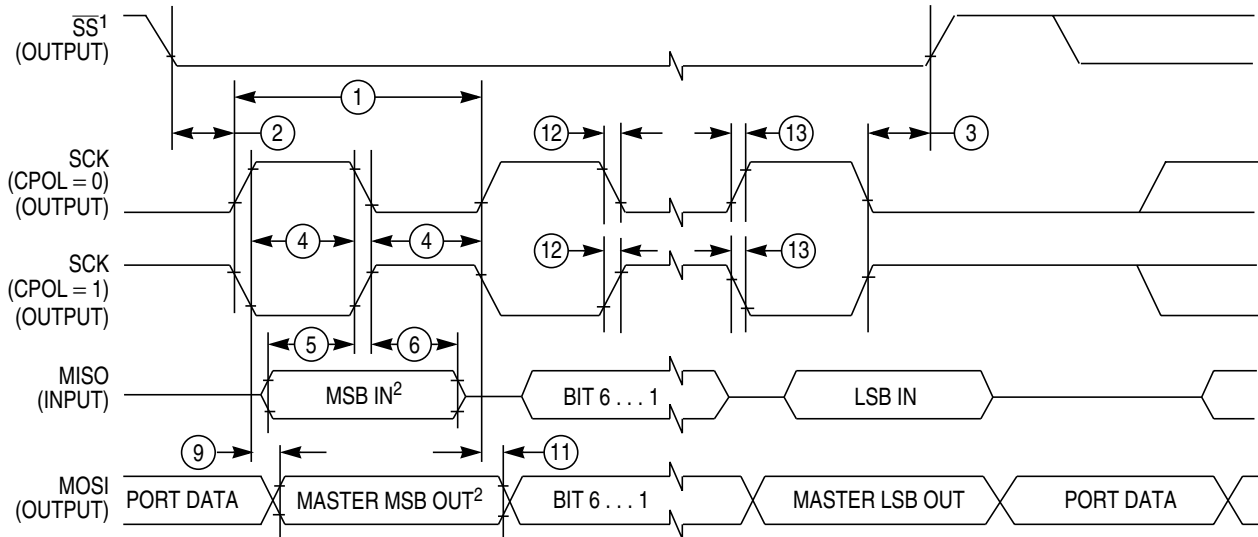 SS¹
(OUTPUT)
1
2
12
13
3
SCK
(CPOL = 0)
(OUTPUT)
4
4
12
13
SCK
(CPOL = 1)
(OUTPUT)
5
6
MISO
(INPUT)
MSB IN²
BIT 6 . . . 1
LSB IN
9
11
MOSI
(OUTPUT)
PORT DATA
MASTER MSB OUT²
BIT 6 . . . 1
MASTER LSB OUT
PORT DATA